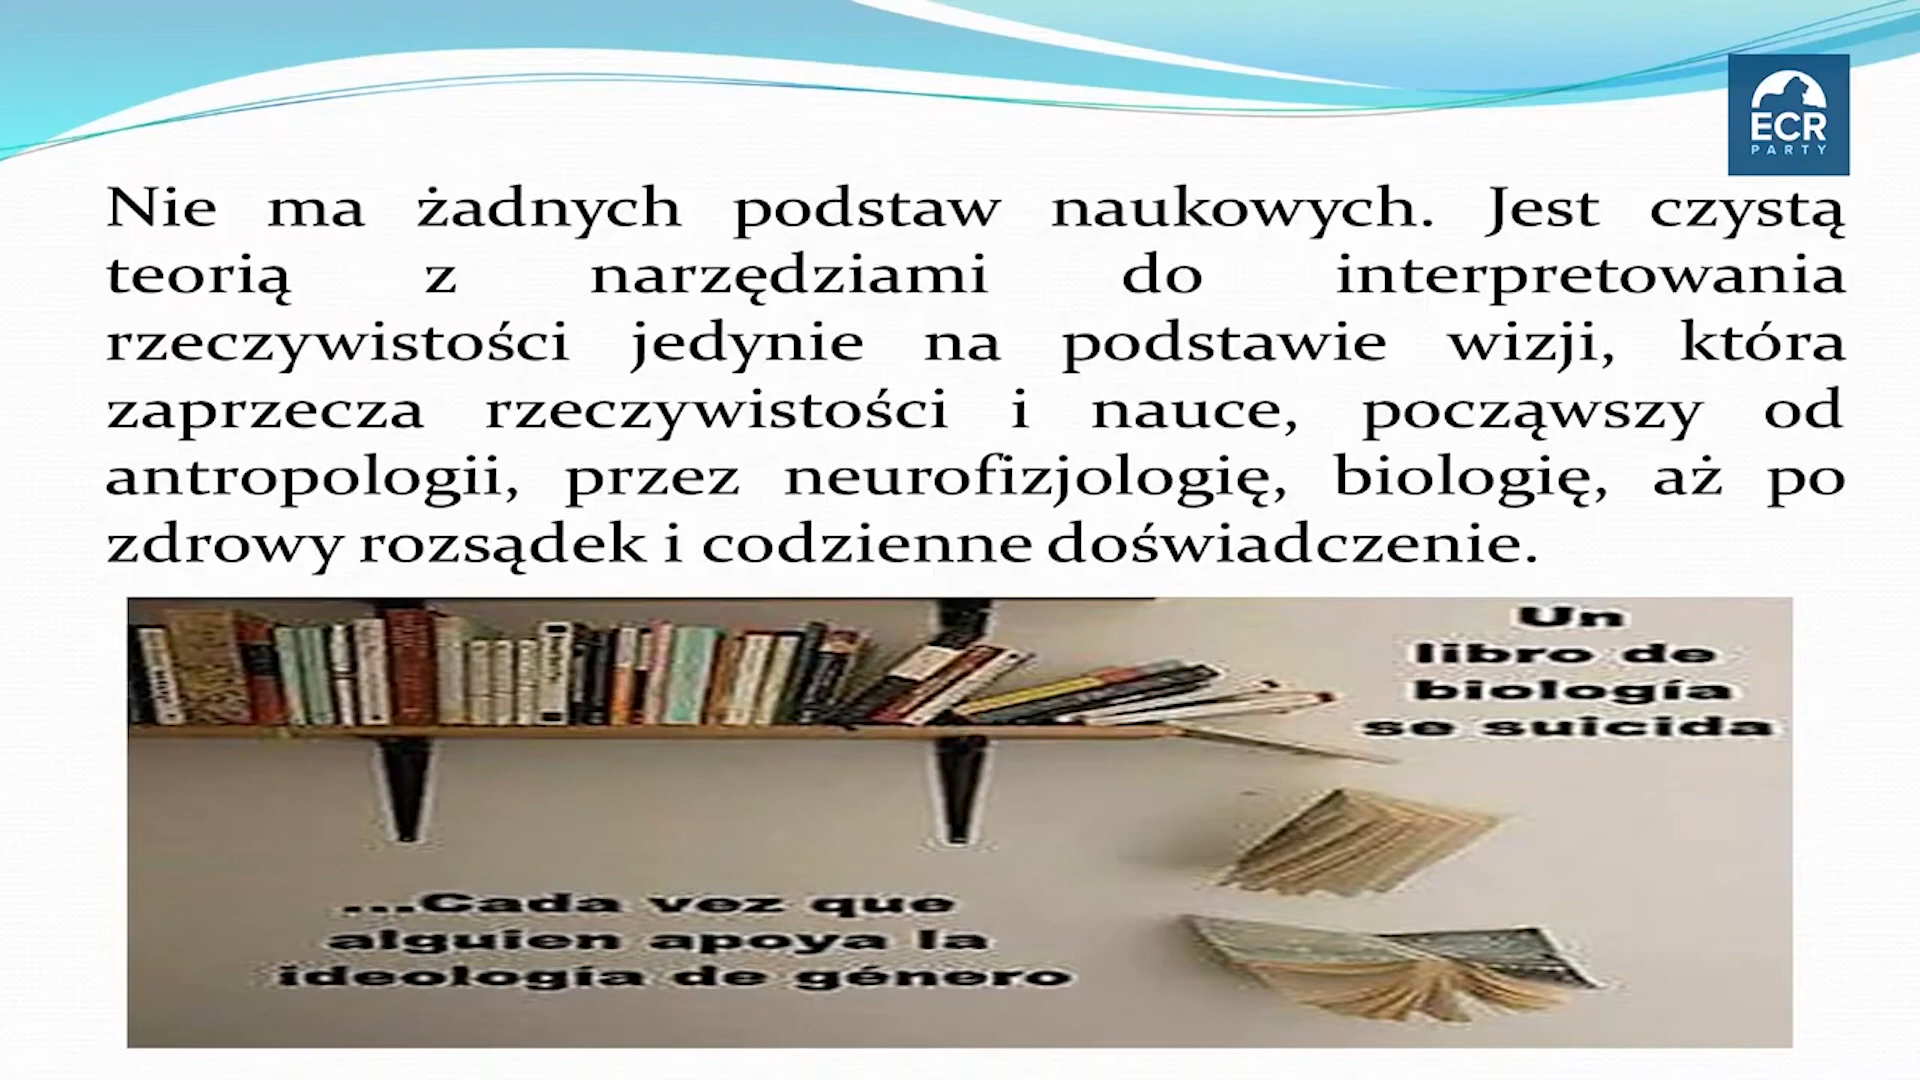 ECR
PARTY
Nie ma żadnych podstaw naukowych. Jest czystą
teorią z narzędziami do interpretowania
rzeczywistości jedynie na podstawie wizji, która
zaprzecza rzeczywistości i nauce, począwszy od
antropologii, przez neurofizjologię, biologię, aż po
zdrowy rozsądek i codzienne doświadczenie.
Un
libro de
biología
se suicida
...Cada vez que
alguien apoya la
ideología de género